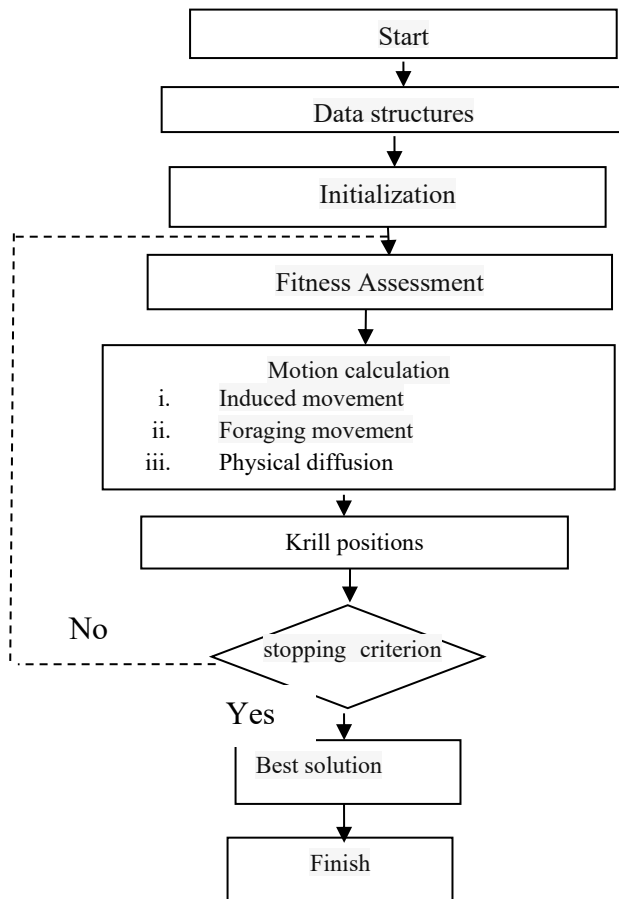 Start
Data structures
Initialization
Fitness Assessment
Motion calculation
i. Induced movement
ii. Foraging movement
iii. Physical diffusion
Krill positions
No
stopping criterion
Yes
Best solution
Finish